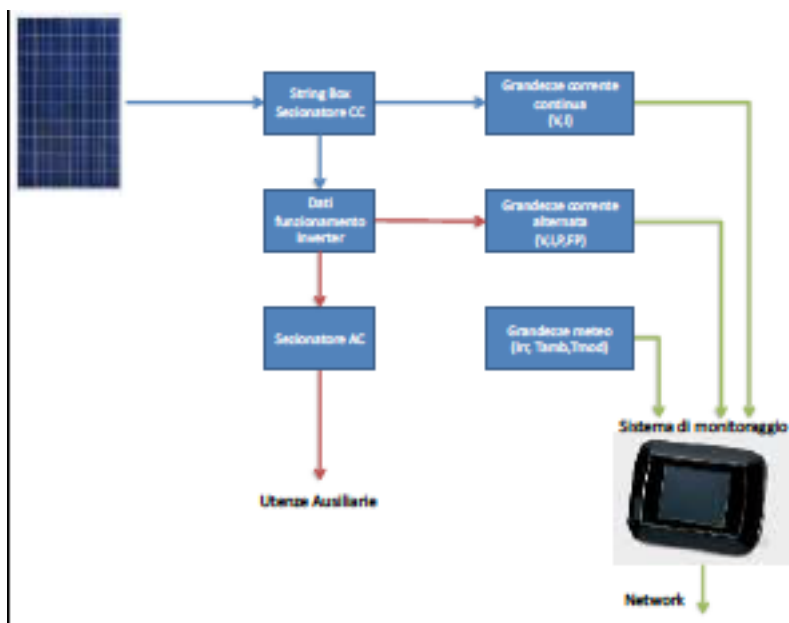 String Box
Sezionatore CC
Grandezze corrente
continua
(V,I)
Dati
funzionamento
Inverter
Grandezze corrente
alternata
(V,I,P,FP)
Sezionatore AC
Grandezze meteo
(Irr, Tamb,Tmod)
Sistema di monitoraggio
Utenze Ausiliarie
Network